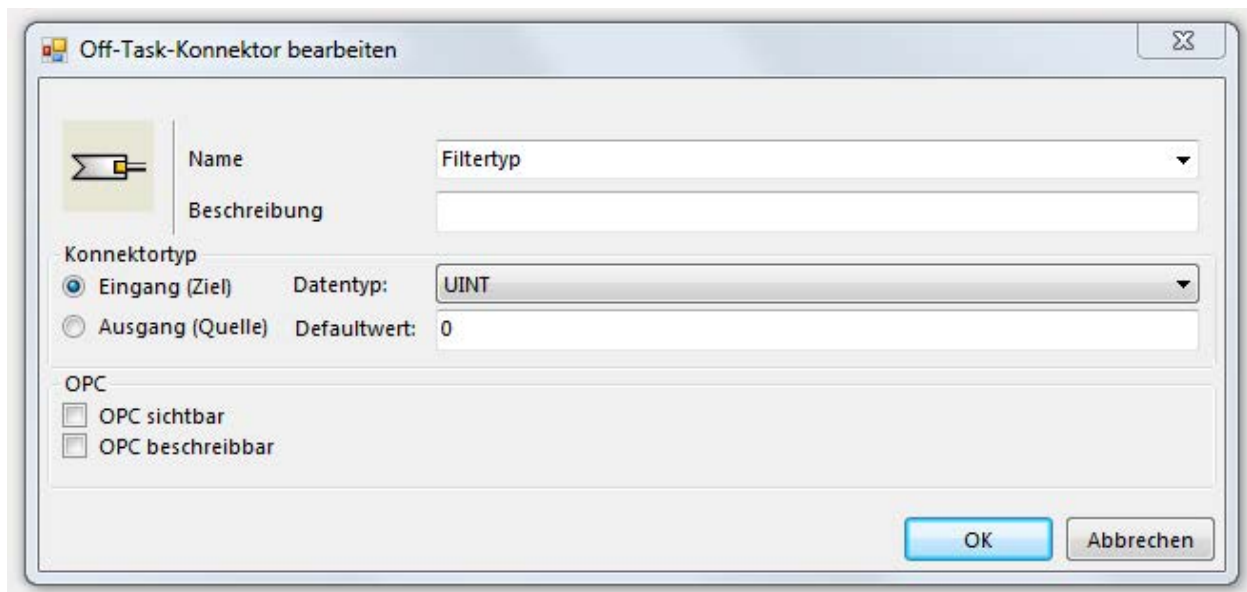 Off-Task-Konnektor bearbeiten
Name Filtertyp
Beschreibung
Konnektortyp
Eingang (Ziel) Datentyp: UINT
Ausgang (Quelle) Defaultwert: 0
OPC
OPC sichtbar
OPC beschreibbar
OK Abbrechen